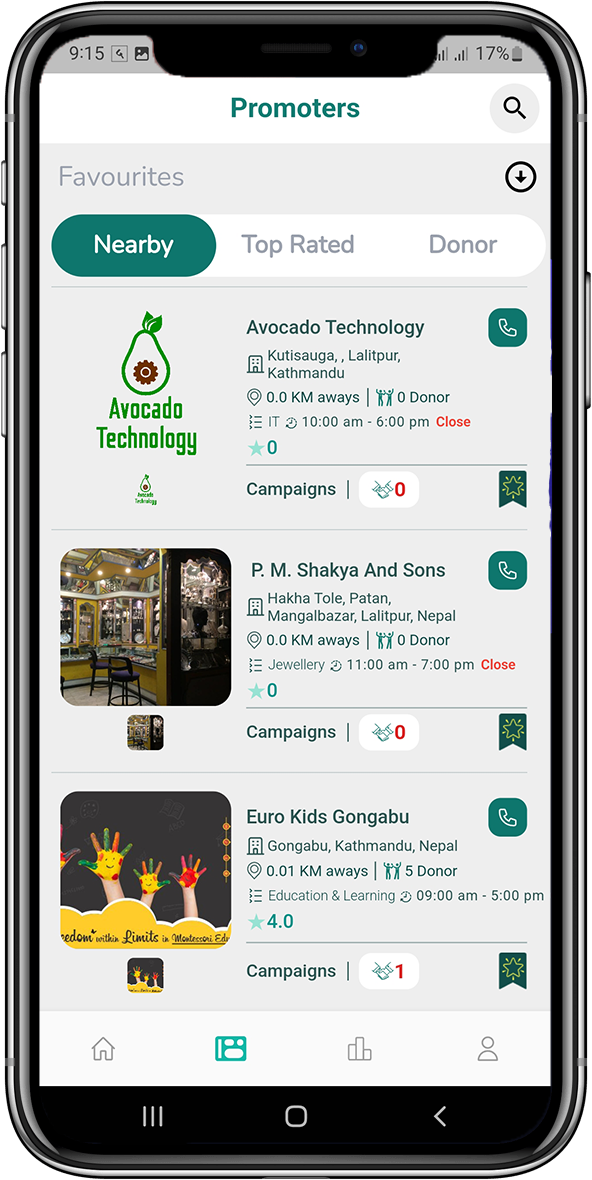 9:15 17%
Promoters
Favourites
Nearby Top Rated Donor
Avocado Technology
Kutisauga, , Lalitpur,
Kathmandu
0.0 KM aways | 0 Donor
IT 10:00 am - 6:00 pm Close
0
Campaigns | 0
Avocado
Technology
Avocado
Technology
P. M. Shakya And Sons
Hakha Tole, Patan,
Mangalbazar, Lalitpur, Nepal
0.0 KM aways | 0 Donor
Jewellery 11:00 am - 7:00 pm Close
0
Campaigns | 0
Euro Kids Gongabu
Gongabu, Kathmandu, Nepal
0.01 KM aways | 5 Donor
Education & Learning 09:00 am - 5:00 pm
4.0
Campaigns | 1
edom within Limits in Montessori Edu